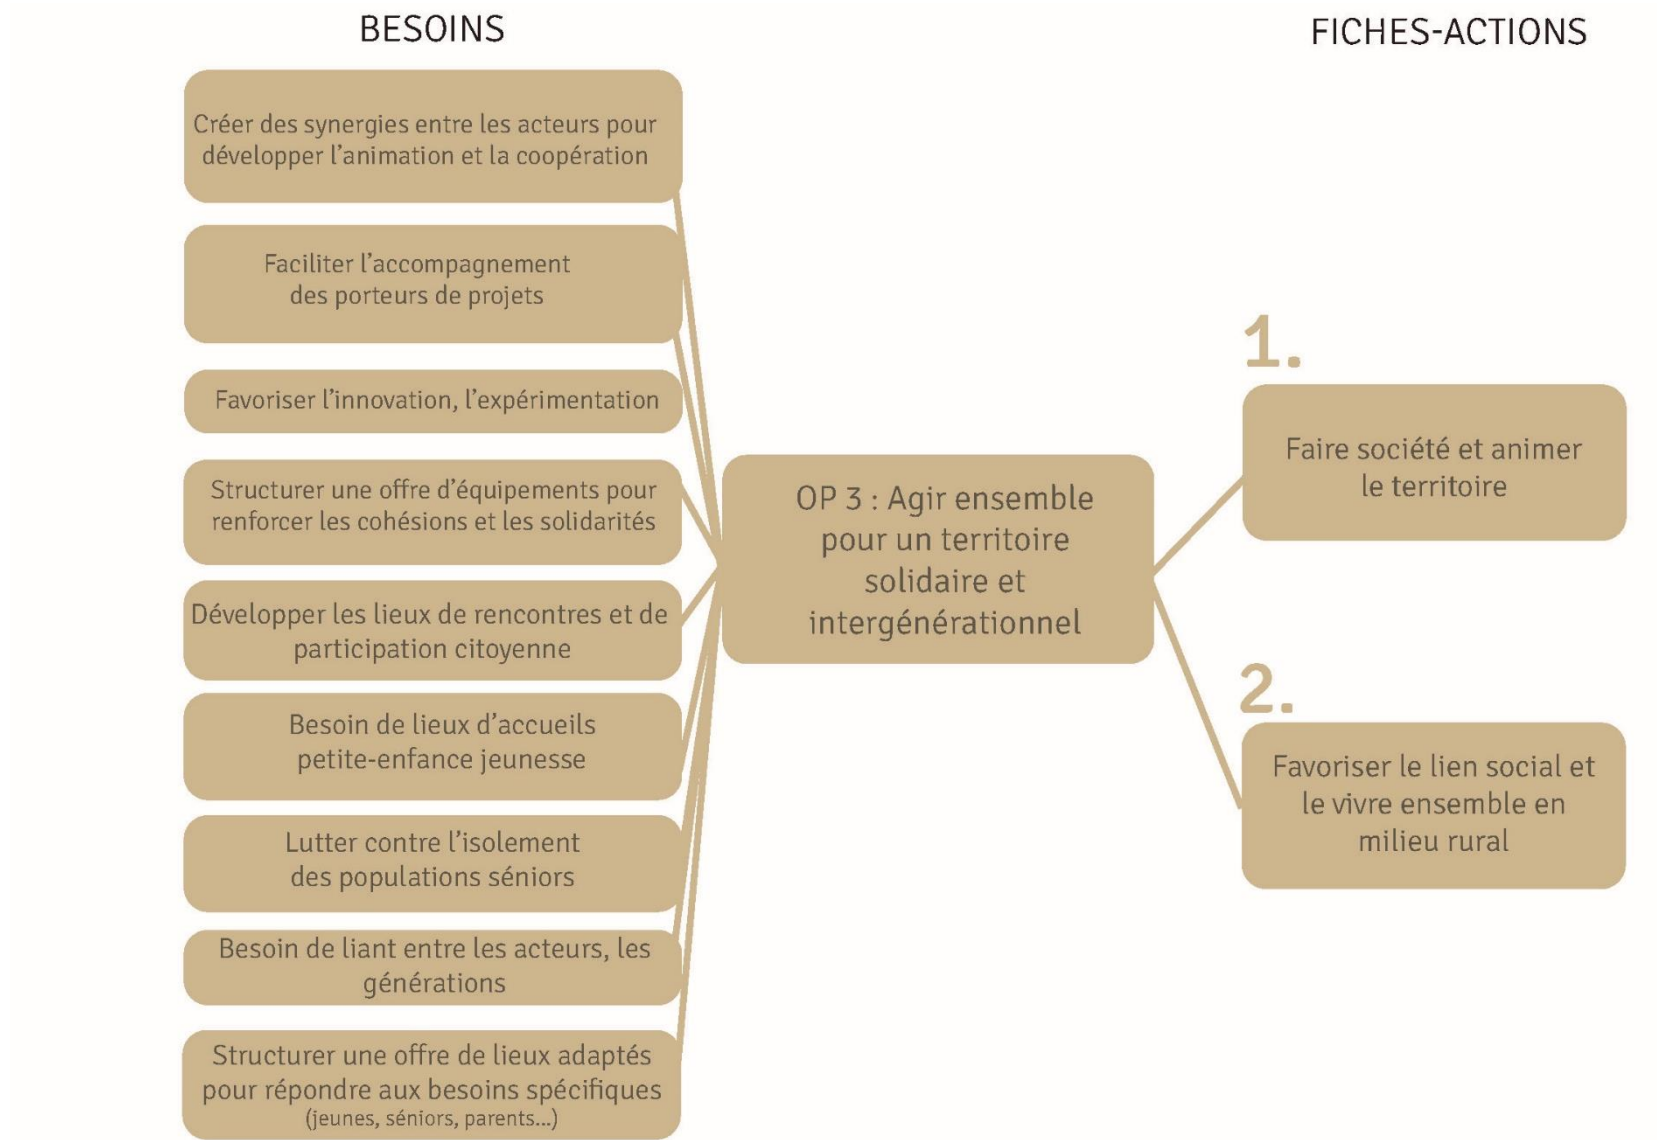 BESOINS
Créer des synergies entre les acteurs pour
développer l'animation et la coopération
Faciliter l'accompagnement
des porteurs de projets
Favoriser l'innovation, l'expérimentation
Structurer une offre d'équipements pour
renforcer les cohésions et les solidarités
Développer les lieux de rencontres et de
participation citoyenne
Besoin de lieux d'accueils
petite-enfance jeunesse
Lutter contre l'isolement
des populations séniors
Besoin de liant entre les acteurs, les
générations
Structurer une offre de lieux adaptés
pour répondre aux besoins spécifiques
(jeunes, séniors, parents...)
OP 3 : Agir ensemble
pour un territoire
solidaire et
intergénérationnel
FICHES-ACTIONS
1.
Faire société et animer
le territoire
2.
Favoriser le lien social et
le vivre ensemble en
milieu rural